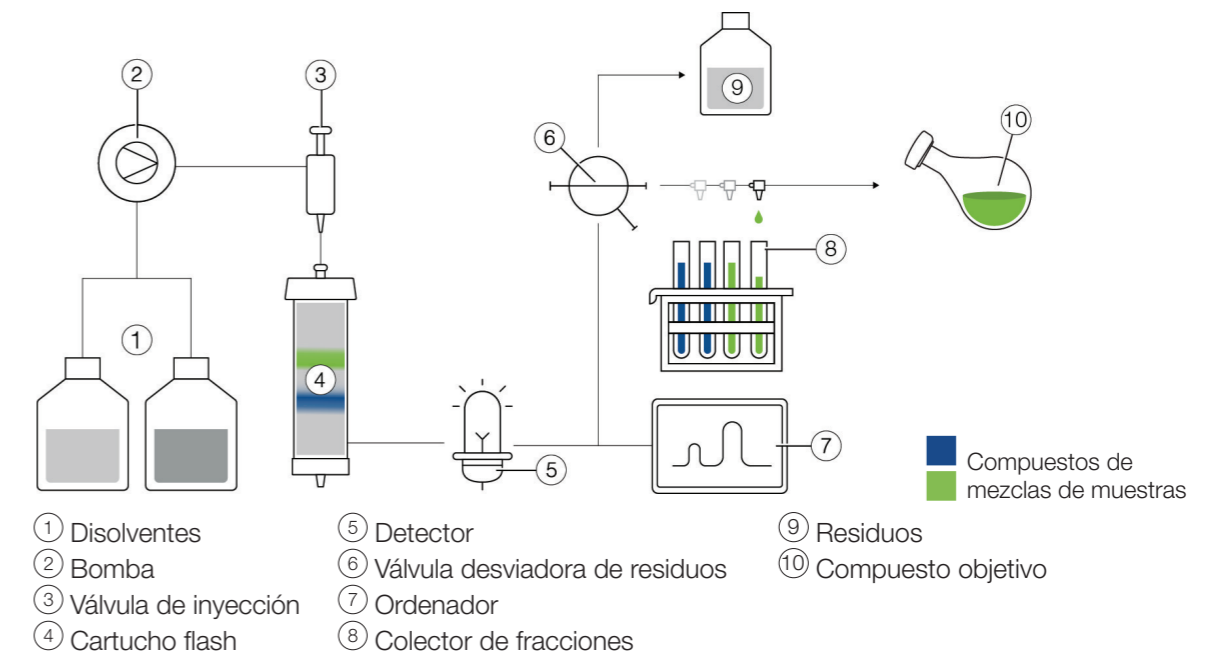 2
3
9
6
10
8
1
4
7
5
Compuestos de
mezclas de muestras
1 Disolventes
2 Bomba
3 Válvula de inyección
4 Cartucho flash
5 Detector
6 Válvula desviadora de residuos
7 Ordenador
8 Colector de fracciones
9 Residuos
10 Compuesto objetivo